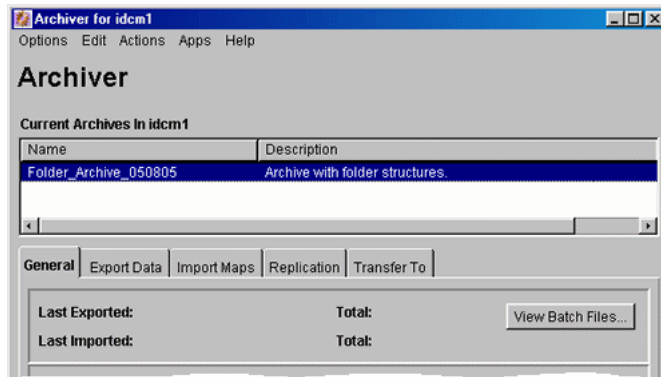 Archiver for idcm1
Options Edit Actions Apps Help
Archiver
Current Archives In idcm1
Name Description
Folder_Archive_050805 Archive with folder structures.
General Export Data Import Maps Replication Transfer To
Last Exported: Total: View Batch Files...
Last Imported: Total: